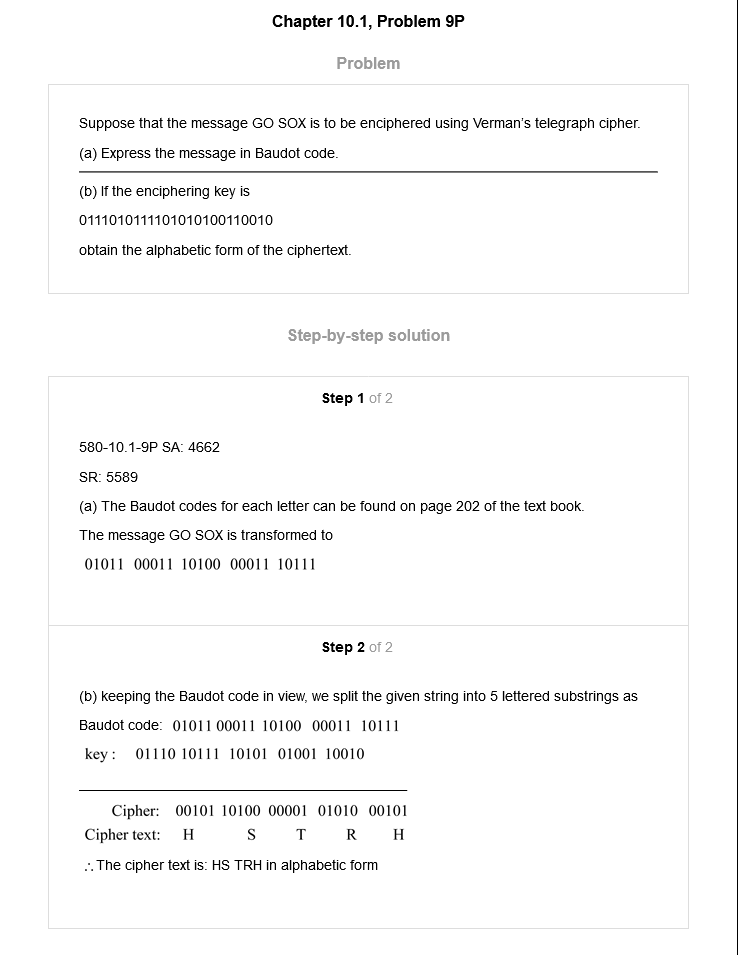 Chapter 10.1, Problem 9P
Problem
Suppose that the message GO SOX is to be enciphered using Verman's telegraph cipher.
(a) Express the message in Baudot code.
(b) If the enciphering key is
0111010111101010100110010
obtain the alphabetic form of the ciphertext.
Step-by-step solution
Step 1 of 2
580-10.1-9P SA: 4662
SR: 5589
(a) The Baudot codes for each letter can be found on page 202 of the text book.
The message GO SOX is transformed to
01011 00011 10100 00011 10111
Step 2 of 2
(b) keeping the Baudot code in view, we split the given string into 5 lettered substrings as
Baudot code: 01011 00011 10100 00011 10111
key : 01110 10111 10101 01001 10010
Cipher: 00101 10100 00001 01010 00101
Cipher text: H S T R H
∴ The cipher text is: HS TRH in alphabetic form